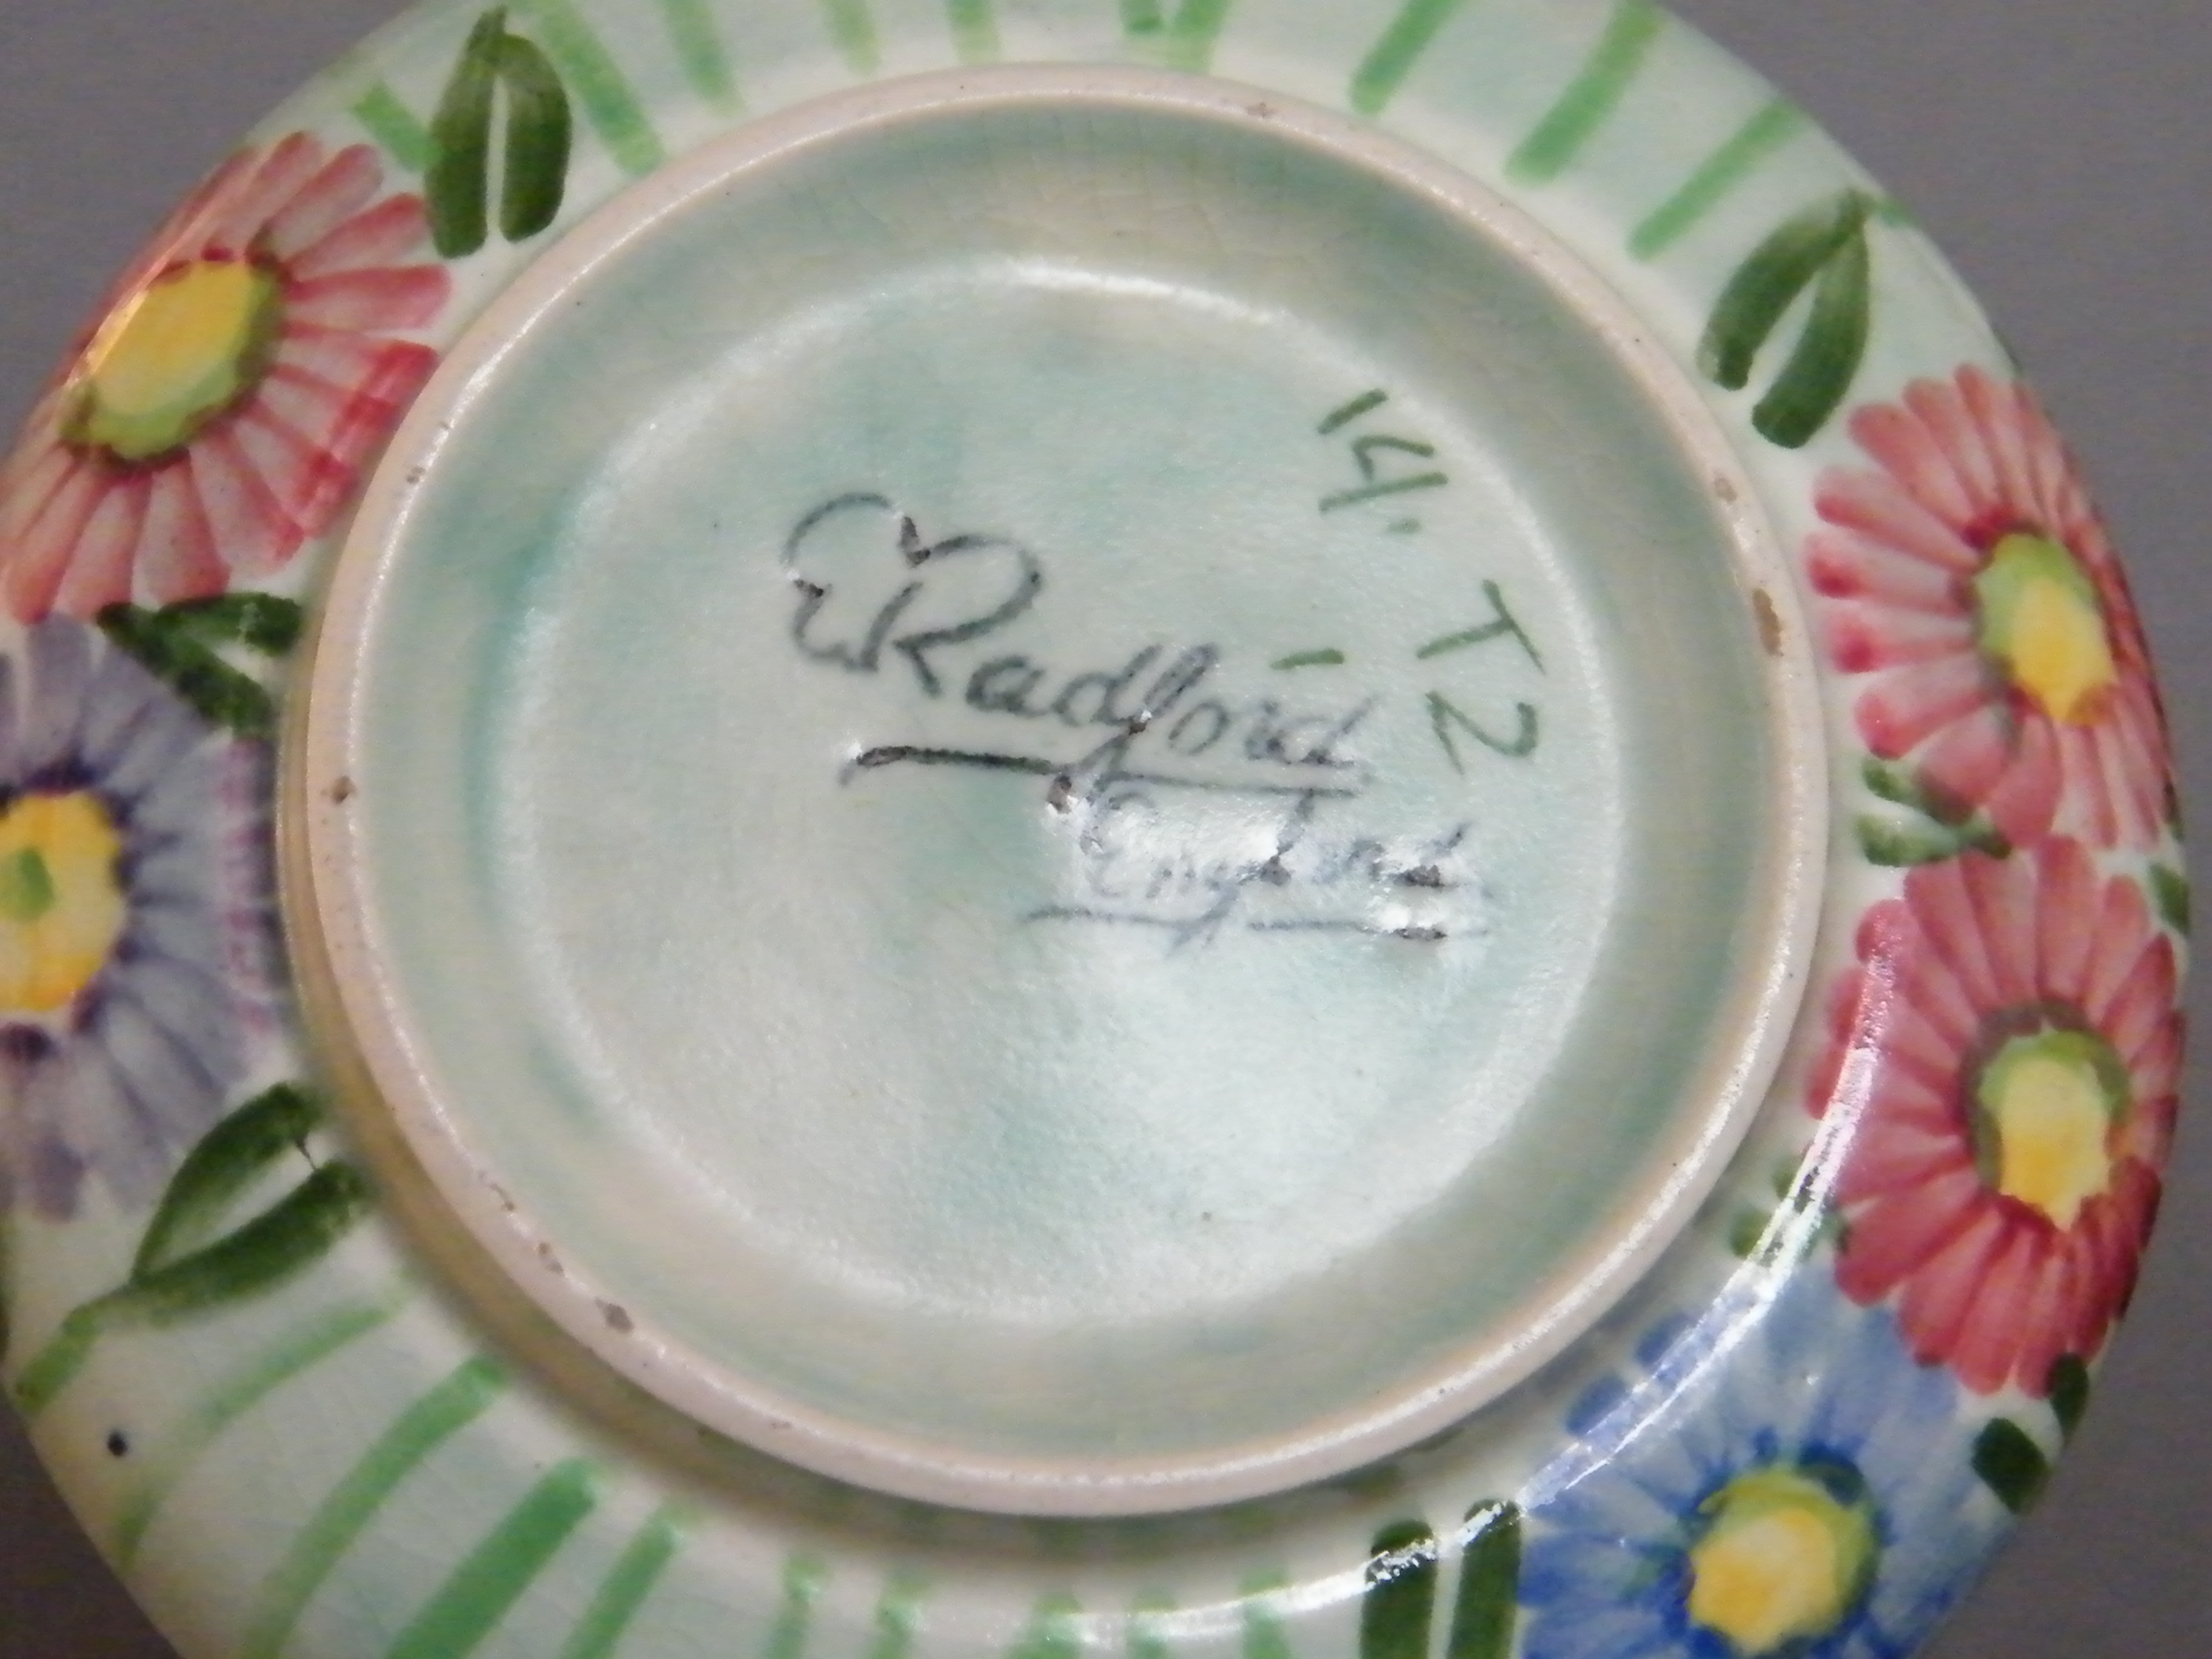 14.
T2
Radford
England